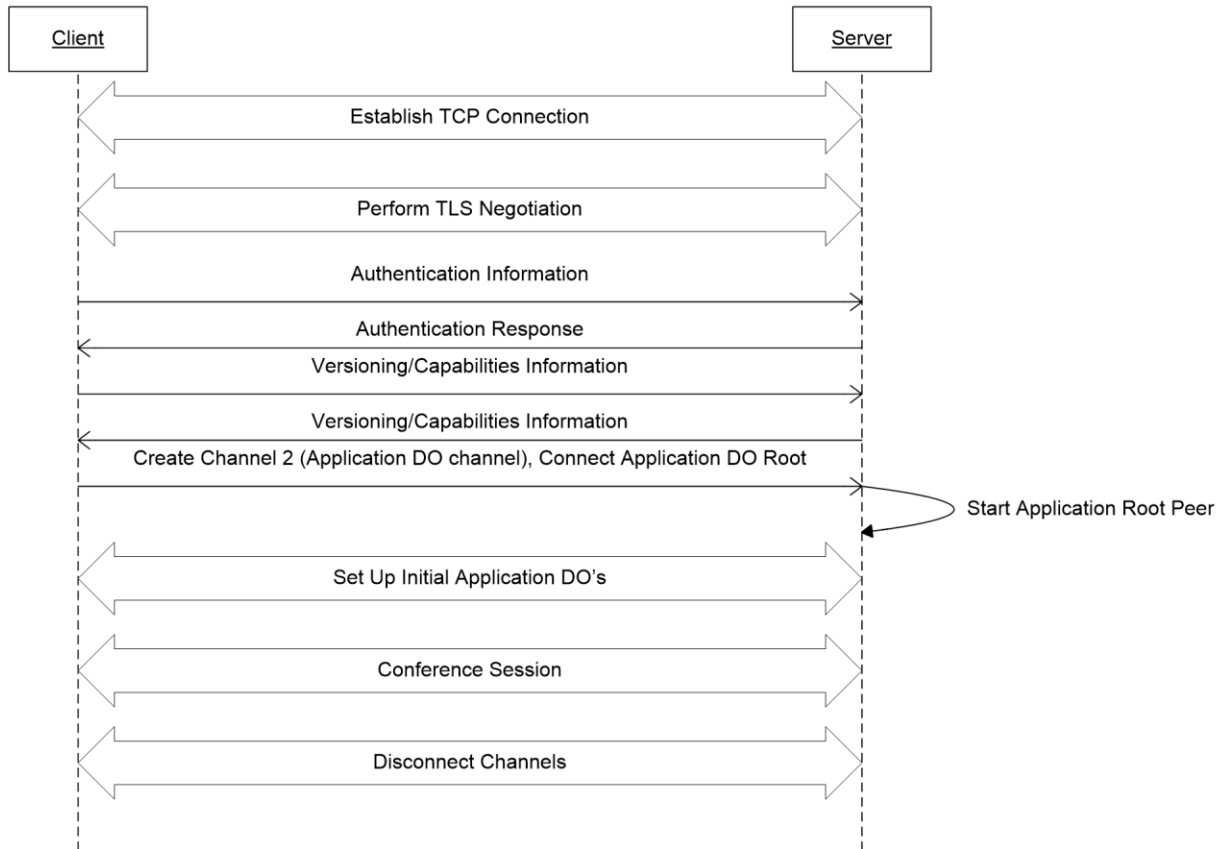 Client
Server
Establish TCP Connection
Perform TLS Negotiation
Authentication Information
Authentication Response
Versioning/Capabilities Information
Versioning/Capabilities Information
Create Channel 2 (Application DO channel), Connect Application DO Root
Start Application Root Peer
Set Up Initial Application DO’s
Conference Session
Disconnect Channels